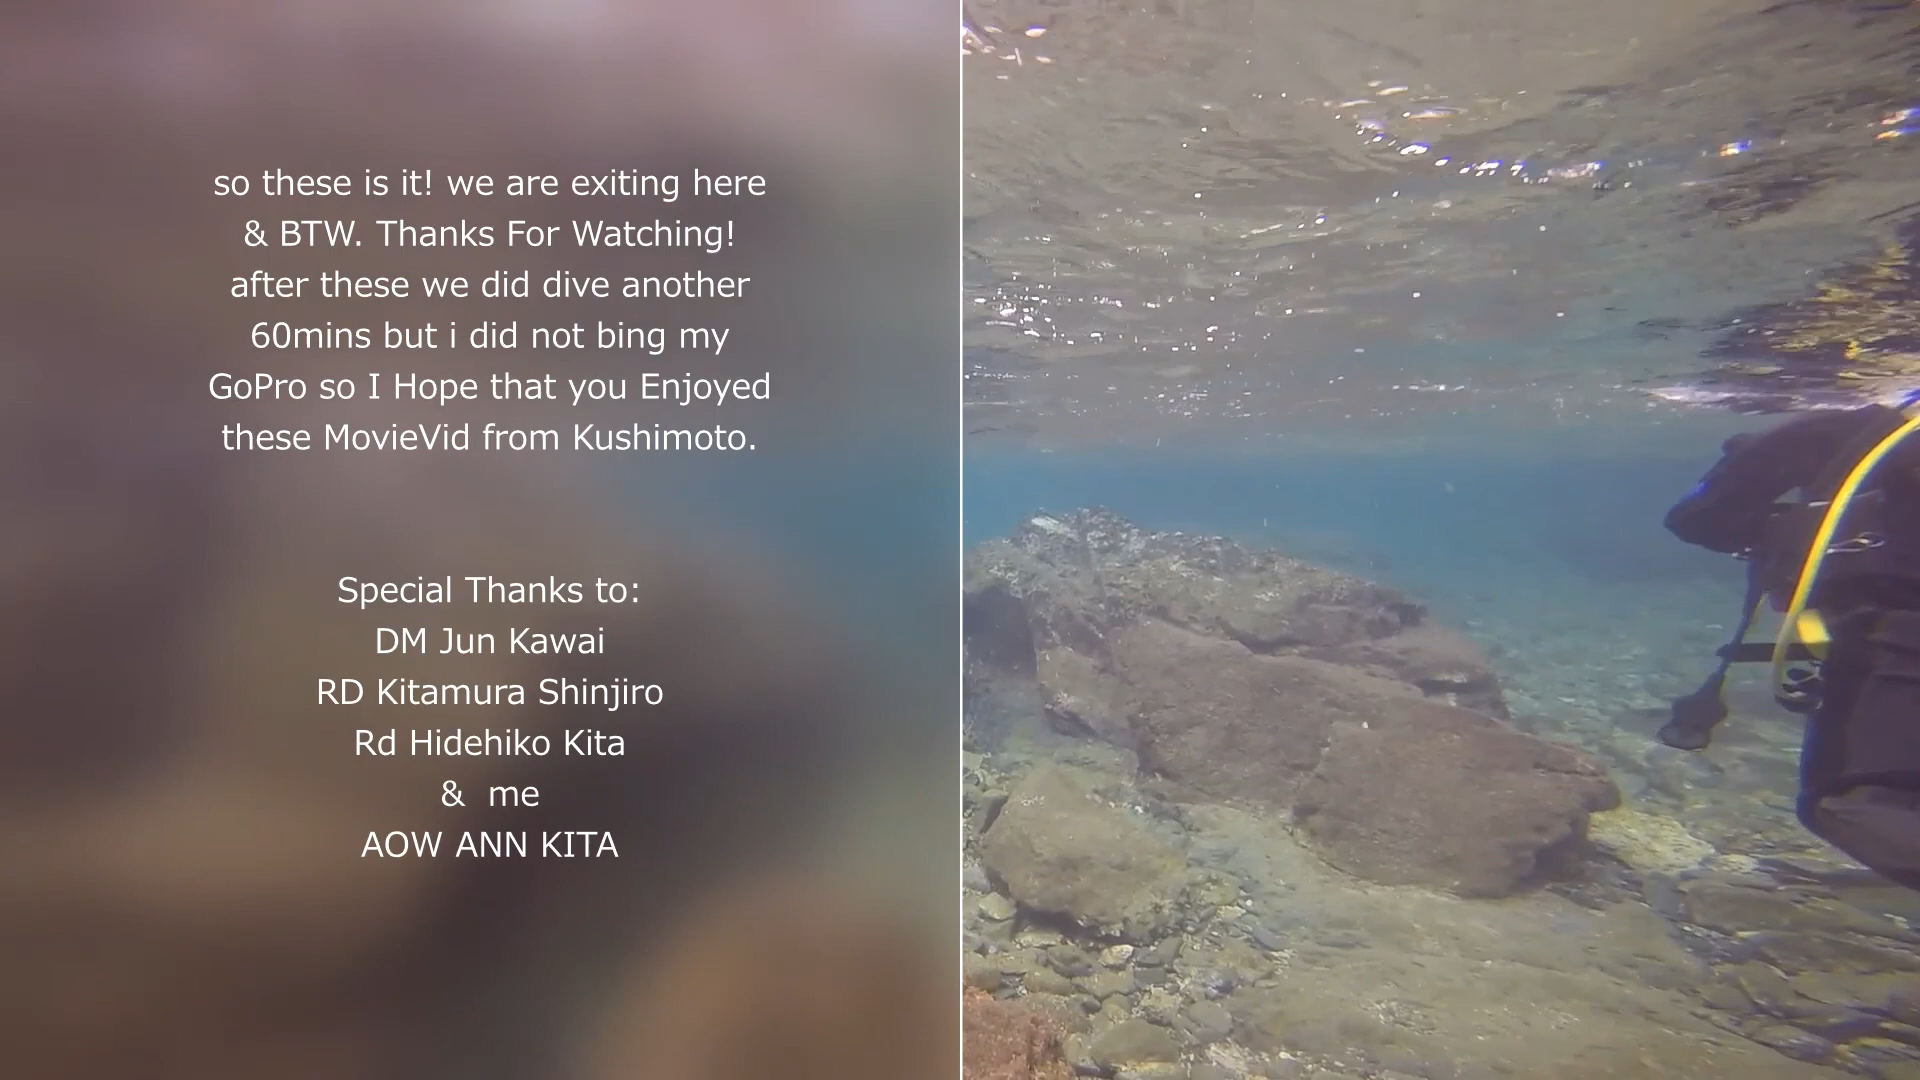 so these is it! we are exiting here
& BTW. Thanks For Watching!
after these we did dive another
60mins but i did not bing my
GoPro so I Hope that you Enjoyed
these MovieVid from Kushimoto.
Special Thanks to:
DM Jun Kawai
RD Kitamura Shinjiro
Rd Hidehiko Kita
& me
AOW ANN KITA